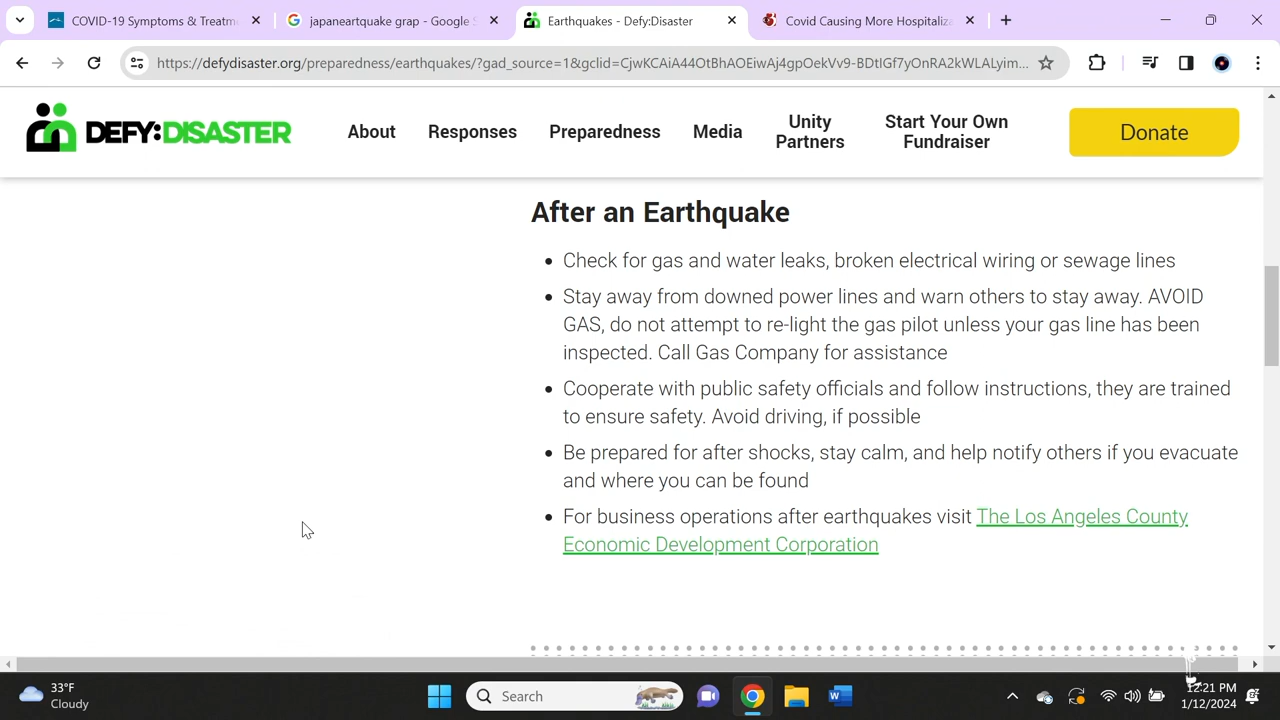 COVID-19 Symptoms & Treatm
japaneartquake grap - Google S
Earthquakes - Defy:Disaster
Covid Causing More Hospitaliza
https://defydisaster.org/preparedness/earthquakes/?gad_source=1&gclid=CjwKCAiA44OtBhAOEiwAj4gpOekVv9-BDtIGf7yOnRA2kWLALyim...
DEFY:DISASTER
About
Responses
Preparedness
Media
Unity
Partners
Start Your Own
Fundraiser
Donate
After an Earthquake
• Check for gas and water leaks, broken electrical wiring or sewage lines
• Stay away from downed power lines and warn others to stay away. AVOID
GAS, do not attempt to re-light the gas pilot unless your gas line has been
inspected. Call Gas Company for assistance
• Cooperate with public safety officials and follow instructions, they are trained
to ensure safety. Avoid driving, if possible
• Be prepared for after shocks, stay calm, and help notify others if you evacuate
and where you can be found
• For business operations after earthquakes visit The Los Angeles County
Economic Development Corporation
33°F
Cloudy
Search
12:21 PM
1/12/2024